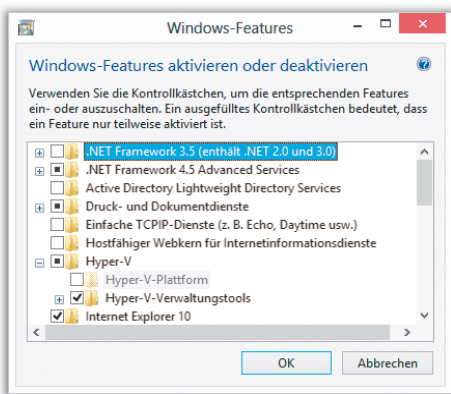 Windows-Features
Windows-Features aktivieren oder deaktivieren
Verwenden Sie die Kontrollkästchen, um die entsprechenden Features
ein- oder auszuschalten. Ein ausgefülltes Kontrollkästchen bedeutet, dass
ein Feature nur teilweise aktiviert ist.
.NET Framework 3.5 (enthält .NET 2.0 und 3.0)
.NET Framework 4.5 Advanced Services
Active Directory Lightweight Directory Services
Druck- und Dokumentdienste
Einfache TCPIP-Dienste (z. B. Echo, Daytime usw.)
Hostfähiger Webkern für Internetinformationsdienste
Hyper-V
Hyper-V-Plattform
Hyper-V-Verwaltungstools
Internet Explorer 10
OK
Abbrechen